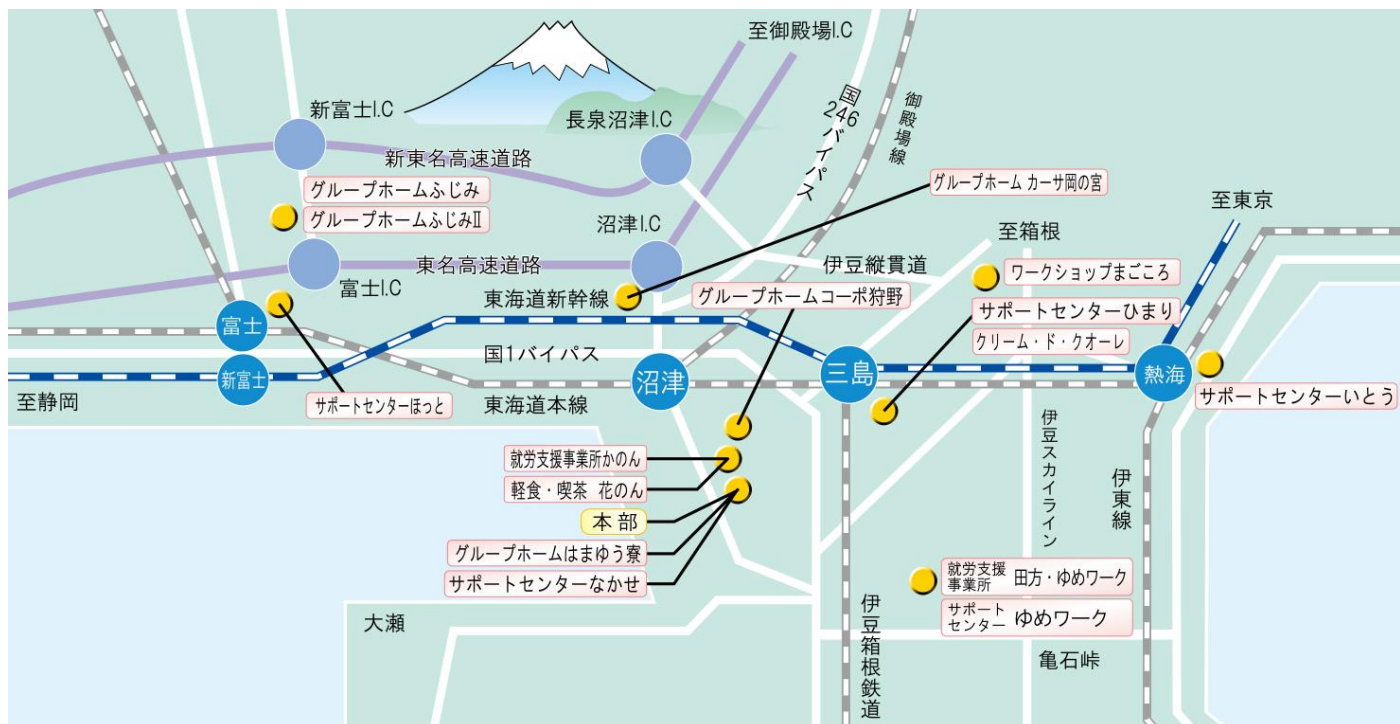 至御殿場I.C
新富士I.C
長泉沼津I.C
国246バイパス
御殿場線
新東名高速道路
グループホームふじみ
グループホームふじみⅡ
グループホーム カーサ岡の宮
至東京
沼津I.C
至箱根
東名高速道路
伊豆縦貫道
ワークショップまごころ
富士I.C
東海道新幹線
グループホームコーポ狩野
サポートセンターひまり
クリーム・ド・クオーレ
富士
国1バイパス
新富士
沼津
三島
熱海
至静岡
サポートセンターほっと
東海道本線
サポートセンターいとう
伊豆スカイライン
伊東線
就労支援事業所かのん
軽食・喫茶 花のん
本部
グループホームはまゆう寮
サポートセンターなかせ
就労支援
事業所 田方・ゆめワーク
サポート
センター ゆめワーク
大瀬
伊豆箱根鉄道
亀石峠